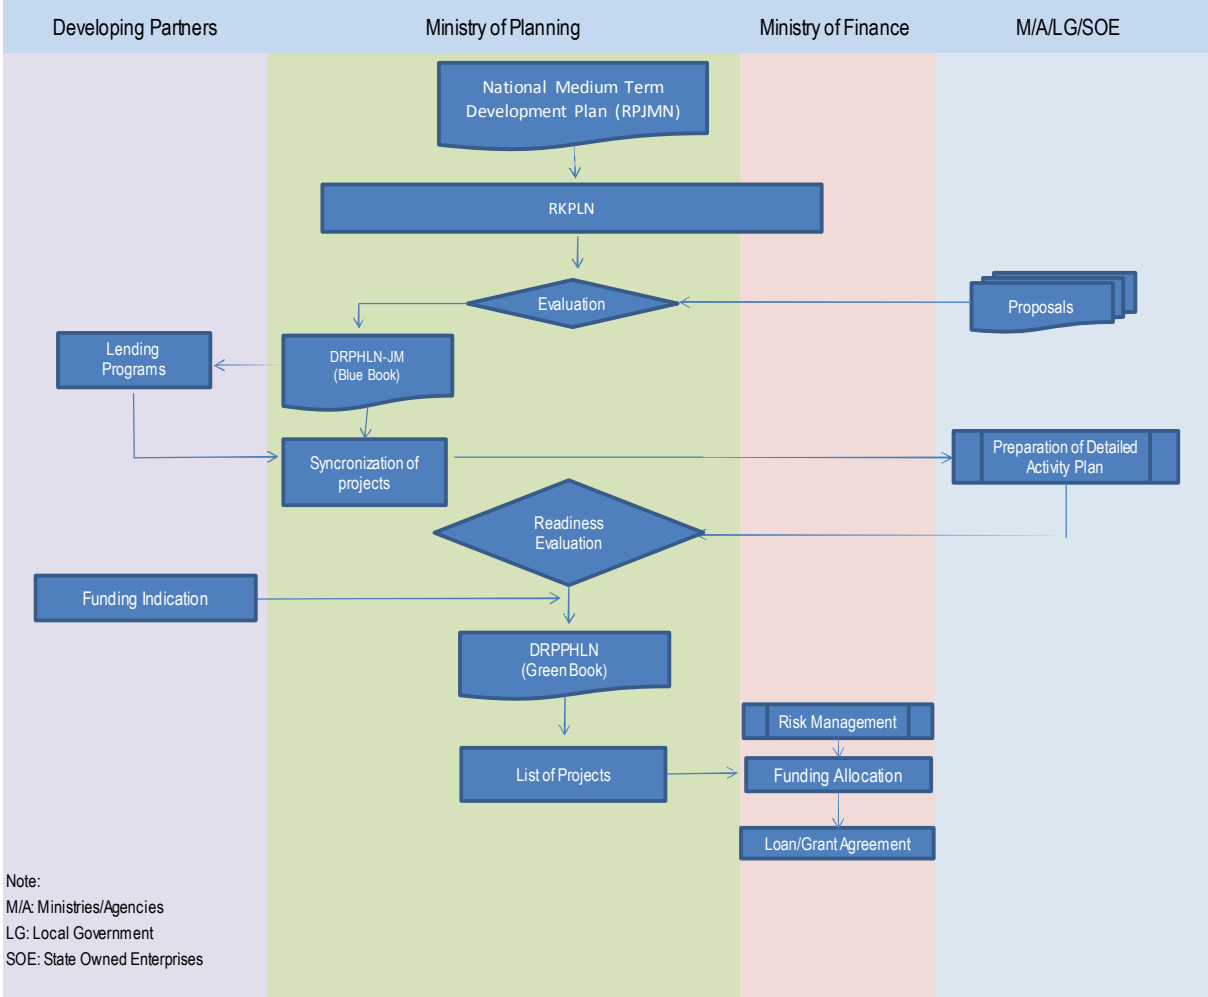 Developing Partners
Ministry of Planning
Ministry of Finance
M/A/LG/SOE
National Medium Term
Development Plan (RPJMN)
RKPLN
Evaluation
Proposals
Lending
Programs
DRPHLN-JM
(Blue Book)
Syncronization of
projects
Preparation of Detailed
Activity Plan
Readiness
Evaluation
Funding Indication
DRPPHLN
(Green Book)
Risk Management
List of Projects
Funding Allocation
Loan/Grant Agreement
Note:
M/A: Ministries/Agencies
LG: Local Government
SOE: State Owned Enterprises